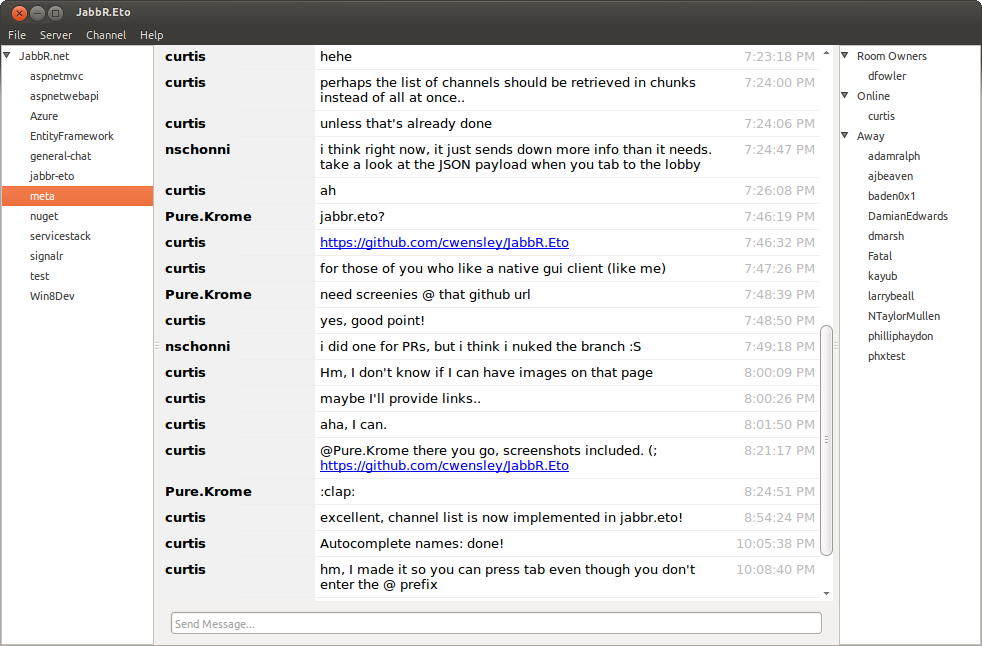 JabbR.Eto
File Server Channel Help
JabbR.net
aspnetmvc
aspnetwebapi
Azure
EntityFramework
general-chat
jabbr-eto
meta
nuget
servicestack
signalr
test
Win8Dev
curtis hehe 7:23:18 PM
curtis perhaps the list of channels should be retrieved in chunks 7:24:00 PM
instead of all at once..
curtis unless that's already done 7:24:06 PM
nschonni i think right now, it just sends down more info than it needs. 7:24:47 PM
take a look at the JSON payload when you tab to the lobby
curtis ah 7:26:08 PM
Pure.Krome jabbr.eto? 7:46:19 PM
curtis https://github.com/cwensley/JabbR.Eto 7:46:32 PM
curtis for those of you who like a native gui client (like me) 7:47:26 PM
Pure.Krome need screenies @ that github url 7:48:39 PM
curtis yes, good point! 7:48:50 PM
nschonni i did one for PRs, but i think i nuked the branch :S 7:49:18 PM
curtis Hm, I don't know if I can have images on that page 8:00:09 PM
curtis maybe I'll provide links.. 8:00:26 PM
curtis aha, I can. 8:01:50 PM
curtis @Pure.Krome there you go, screenshots included. (; 8:21:17 PM
https://github.com/cwensley/JabbR.Eto
Pure.Krome :clap: 8:24:51 PM
curtis excellent, channel list is now implemented in jabbr.eto! 8:54:24 PM
curtis Autocomplete names: done! 10:05:38 PM
curtis hm, I made it so you can press tab even though you don't 10:08:40 PM
enter the @ prefix
Send Message...
Room Owners
dfowler
Online
curtis
Away
adamralph
ajbeaven
baden0x1
DamianEdwards
dmarsh
Fatal
kayub
larrybeall
NTaylorMullen
philliphaydon
phxtest